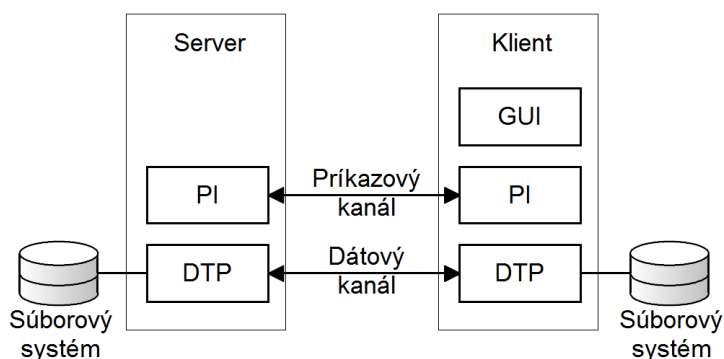 Server
Klient
GUI
PI
Príkazový
kanál
PI
DTP
Dátový
kanál
DTP
Súborový
systém
Súborový
systém